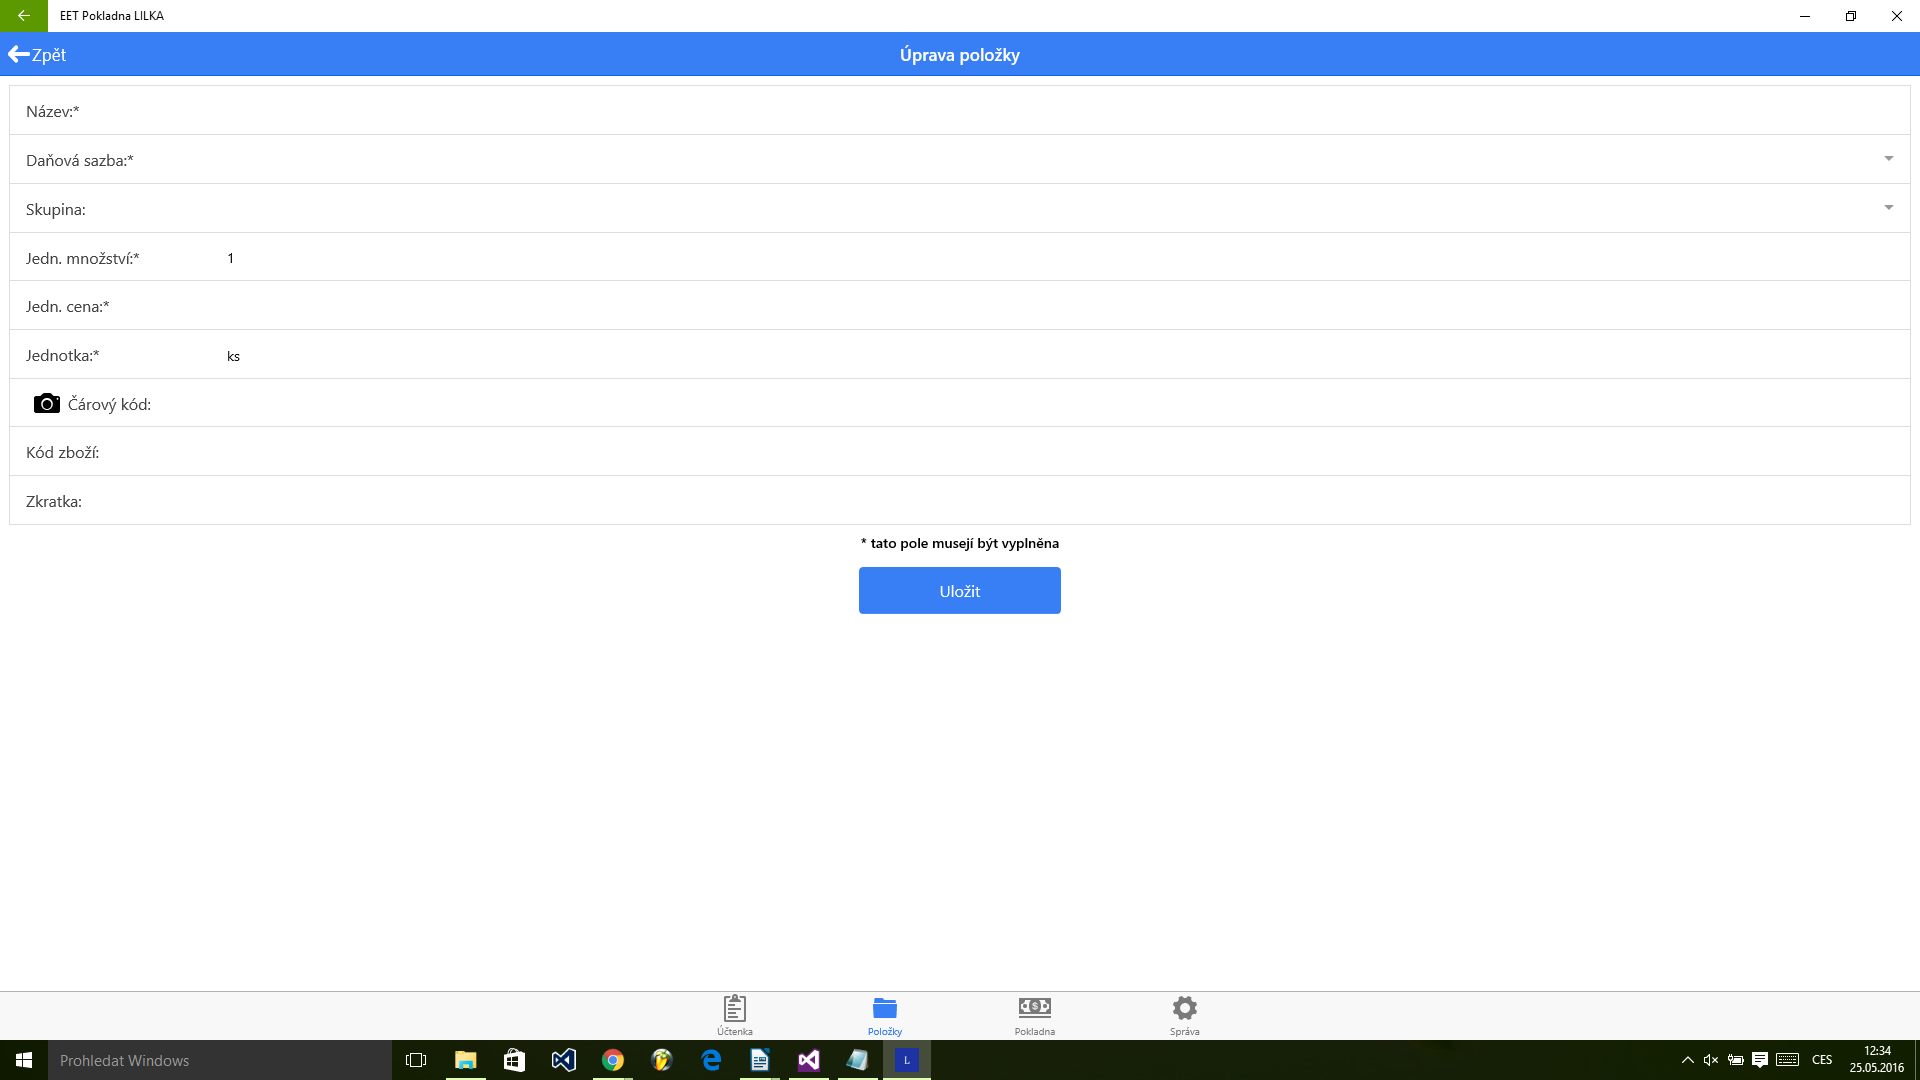 EET Pokladna LILKA
Zpět
Úprava položky
Název:*
Daňová sazba:*
Skupina:
Jedn. množství:* 1
Jedn. cena:*
Jednotka:* ks
Čárový kód:
Kód zboží:
Zkratka:
* tato pole musejí být vyplněna
Uložit
Účtenka
Položky
Pokladna
Správa
Prohledat Windows
L
CES
12:34
25.05.2016